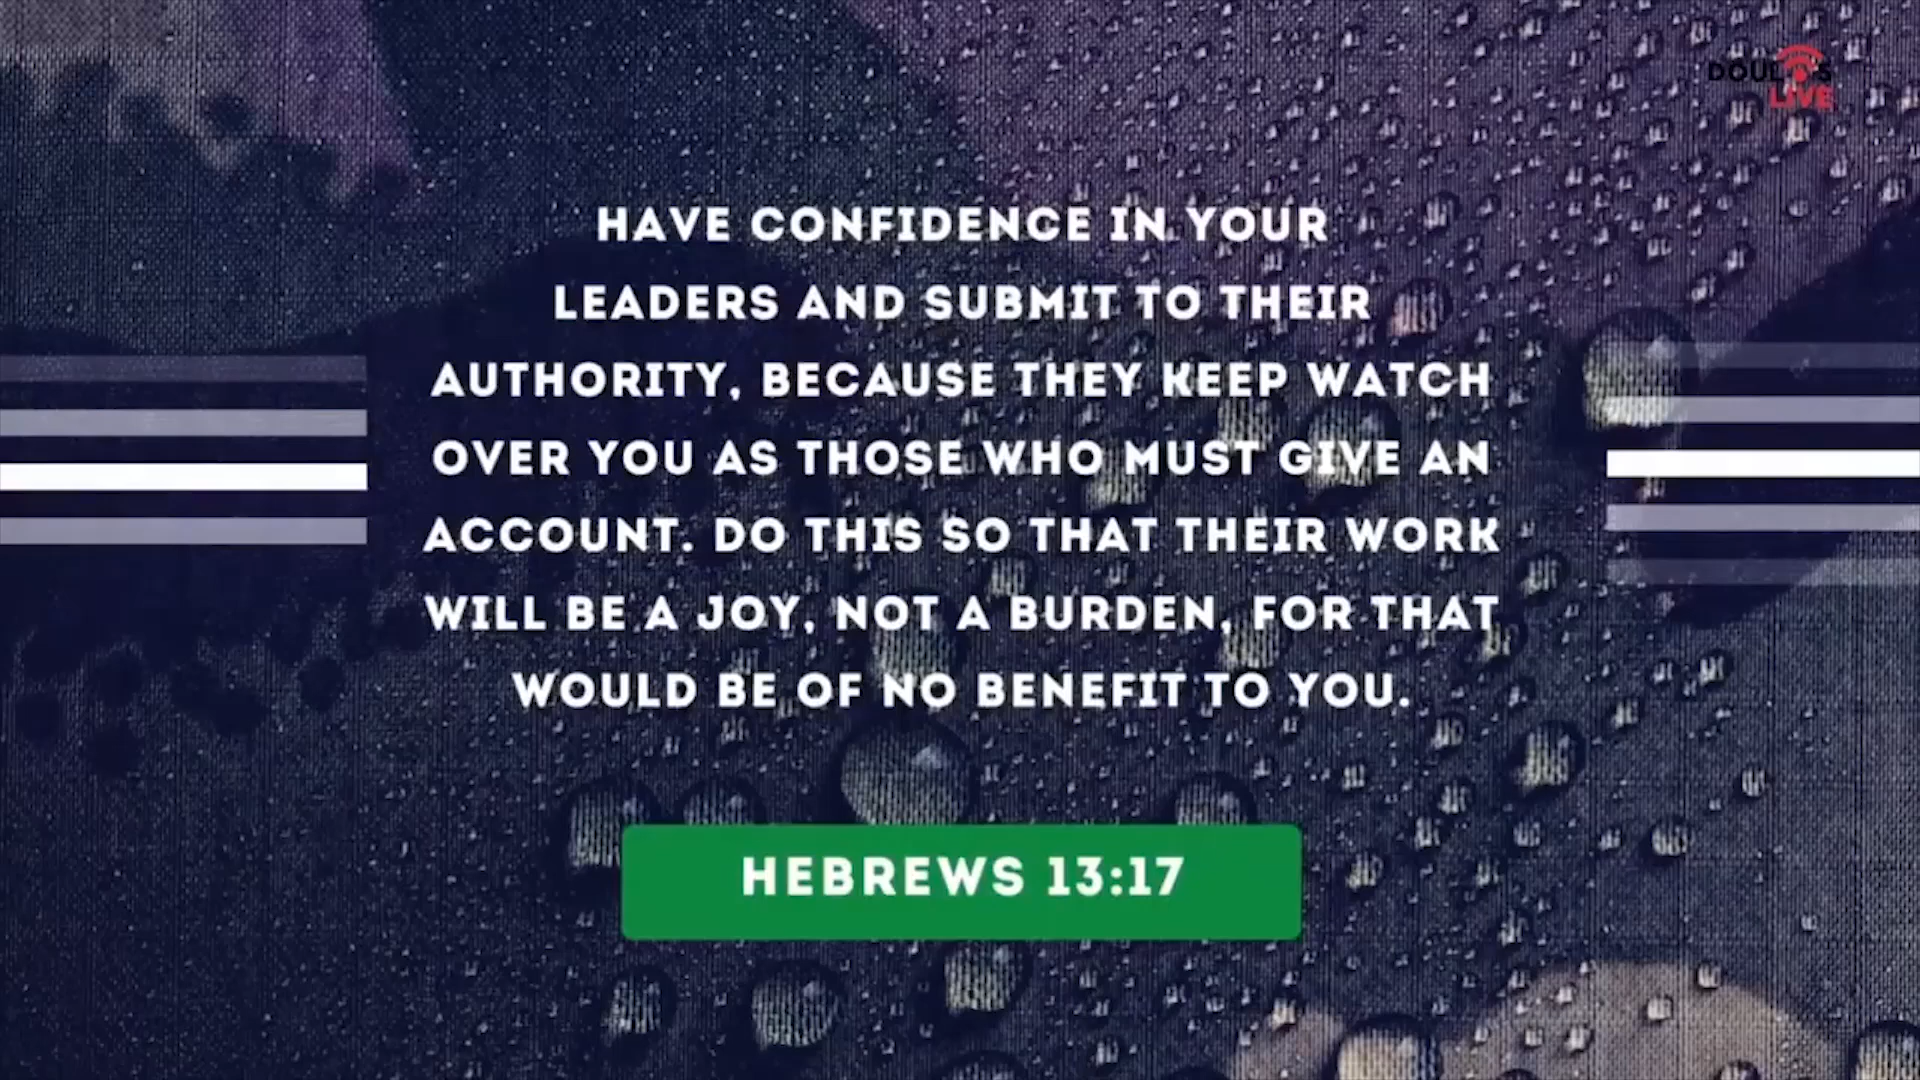 DOULOS
LIVE
HAVE CONFIDENCE IN YOUR
LEADERS AND SUBMIT TO THEIR
AUTHORITY, BECAUSE THEY KEEP WATCH
OVER YOU AS THOSE WHO MUST GIVE AN
ACCOUNT. DO THIS SO THAT THEIR WORK
WILL BE A JOY, NOT A BURDEN, FOR THAT
WOULD BE OF NO BENEFIT TO YOU.
HEBREWS 13:17